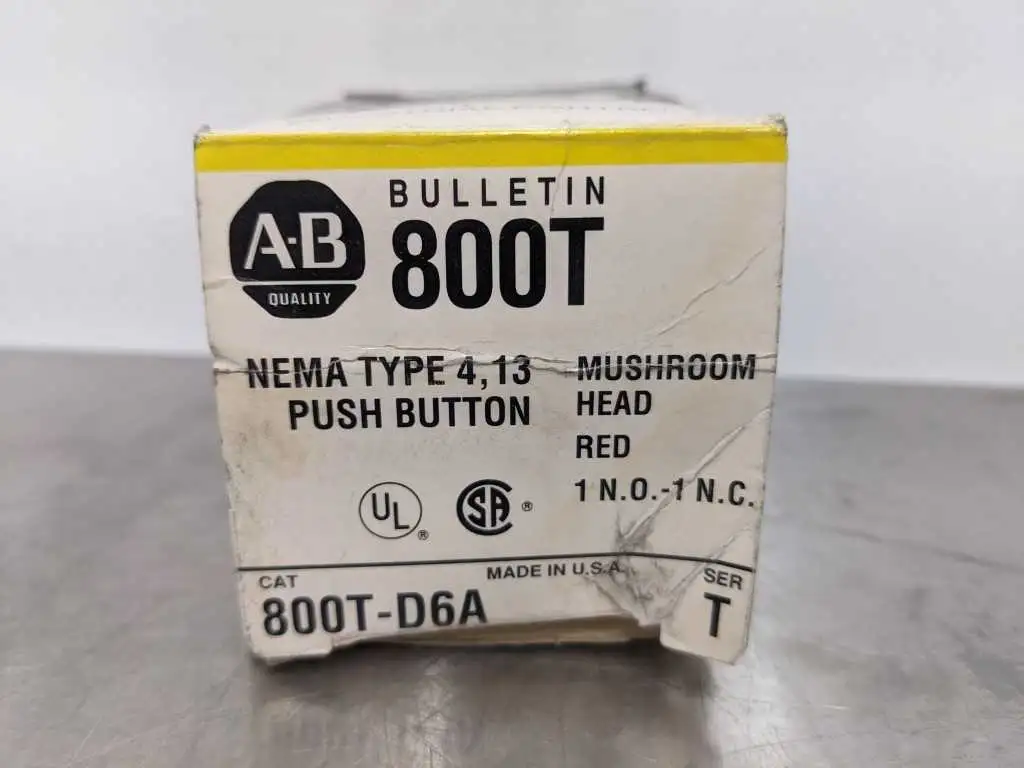 BULLETIN
800T
A-B
QUALITY
NEMA TYPE 4,13
PUSH BUTTON
MUSHROOM
HEAD
RED
1 N.O.-1 N.C.
UL ®
SA ®
MADE IN U.S.A.
CAT
800T-D6A
SER
T